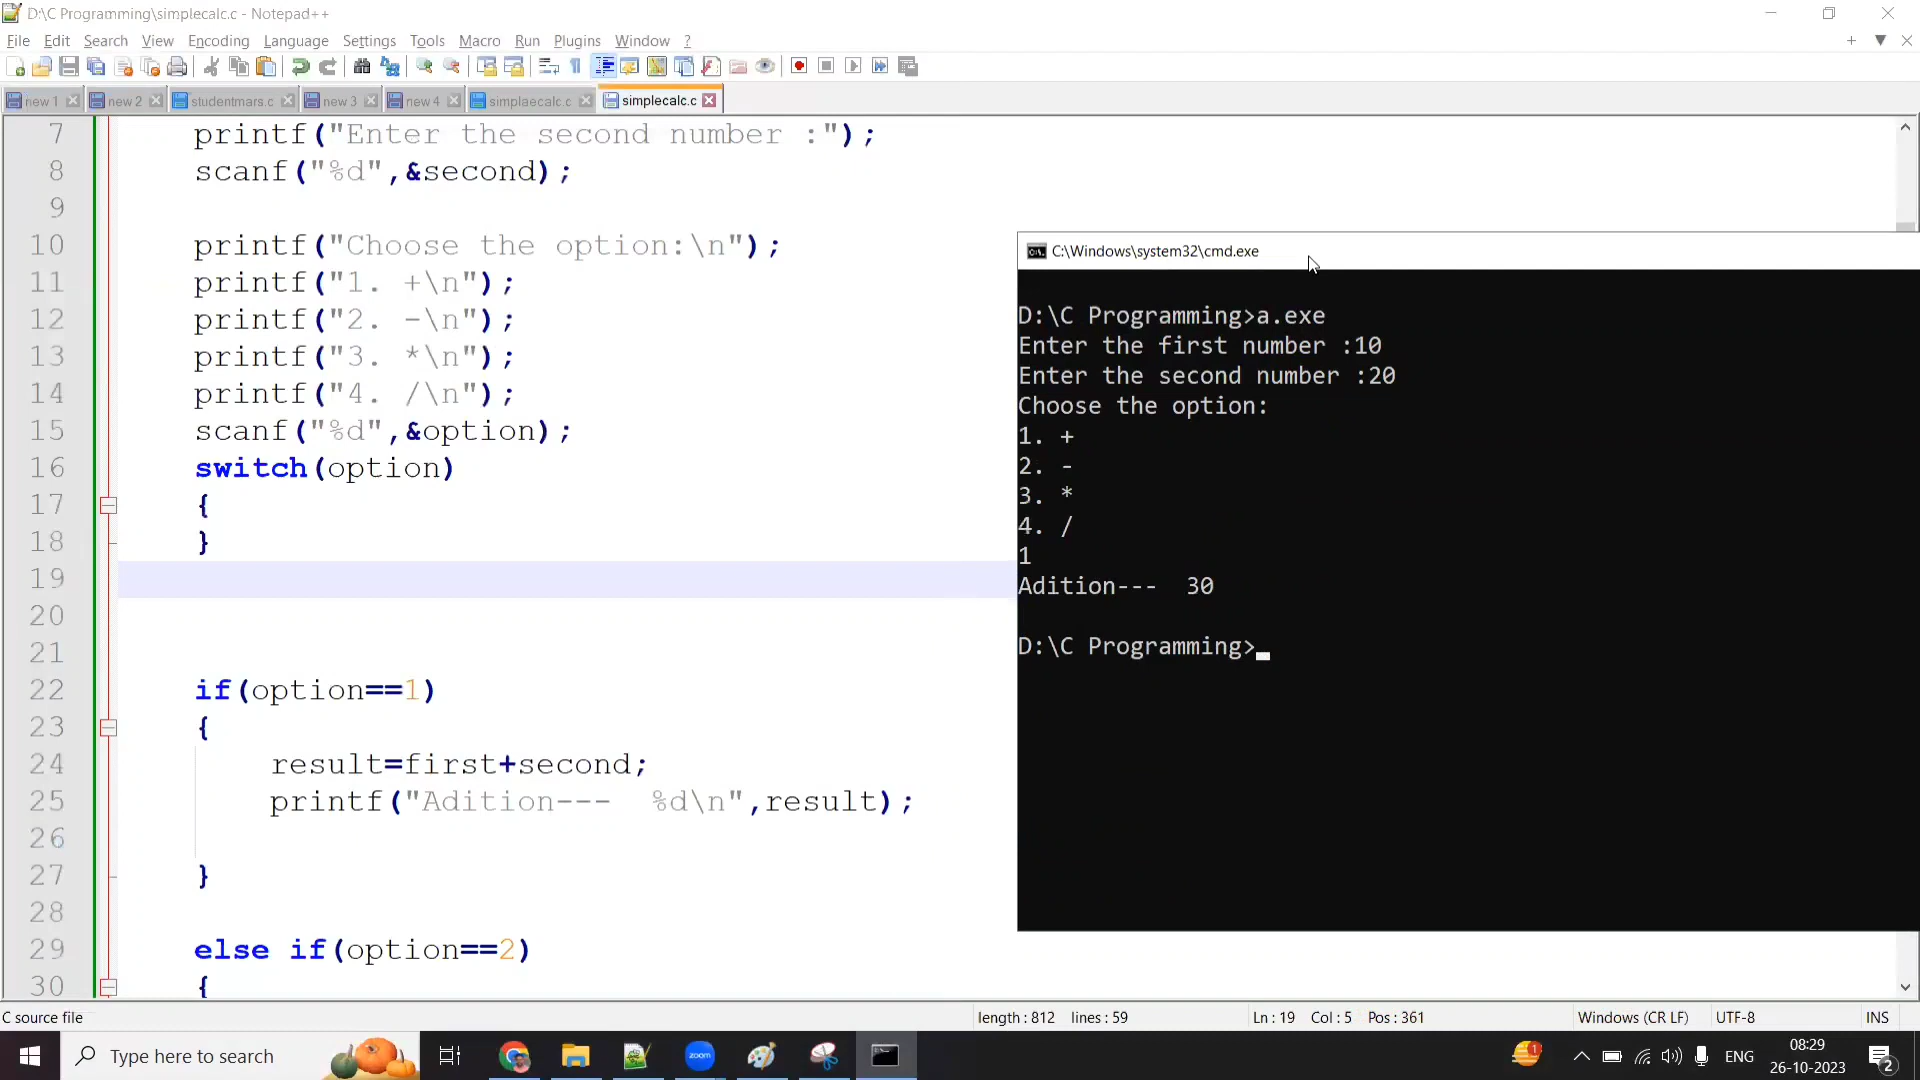 D:\C Programming\simplecalc.c - Notepad++
File Edit Search View Encoding Language Settings Tools Macro Run Plugins Window ?
new 1 new 2 studentmars.c new 3 new 4 simplaecalc.c simplecalc.c
7 printf("Enter the second number :");
8 scanf("%d",&second);
9
10 printf("Choose the option:\n");
11 printf("1. +\n");
12 printf("2. -\n");
13 printf("3. *\n");
14 printf("4. /\n");
15 scanf("%d",&option);
16 switch(option)
17 {
18 }
19
20
21
22 if(option==1)
23 {
24 result=first+second;
25 printf("Adition---  %d\n",result);
26
27 }
28
29 else if(option==2)
30 {
C:\Windows\system32\cmd.exe
D:\C Programming>a.exe
Enter the first number :10
Enter the second number :20
Choose the option:
1. +
2. -
3. *
4. /
1
Adition---  30
D:\C Programming>
C source file length : 812 lines : 59 Ln : 19 Col : 5 Pos : 361 Windows (CR LF) UTF-8 INS
Type here to search zoom 1 ENG 08:29 2
26-10-2023